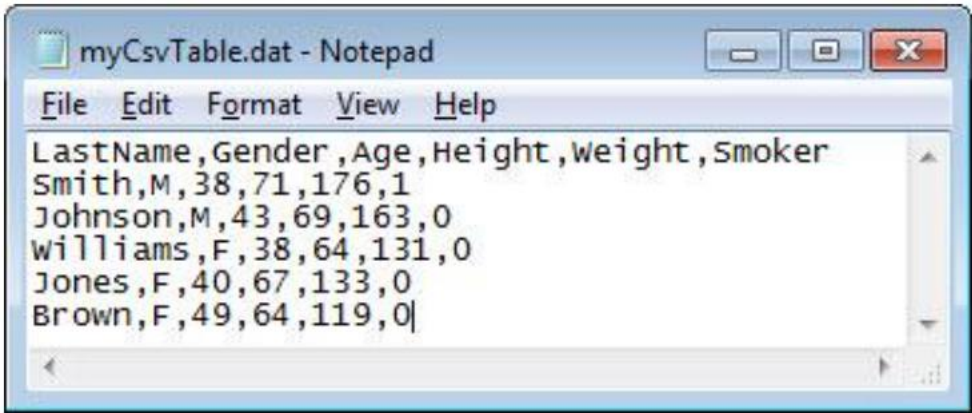 myCsvTable.dat - Notepad
File Edit Format View Help
LastName,Gender,Age,Height,Weight,Smoker
Smith,M,38,71,176,1
Johnson,M,43,69,163,0
Williams,F,38,64,131,0
Jones,F,40,67,133,0
Brown,F,49,64,119,0